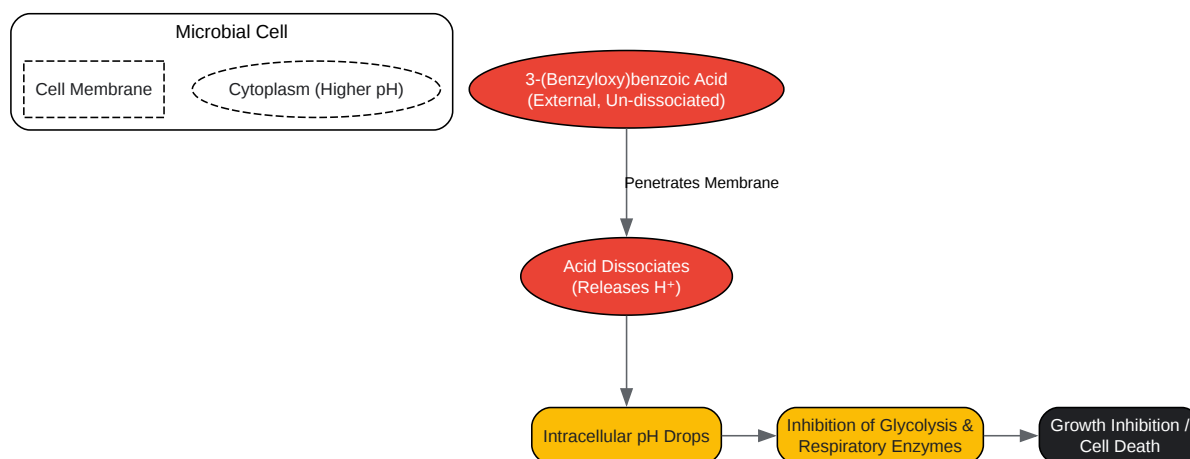 Microbial Cell
Cell Membrane
Cytoplasm (Higher pH)
3-(Benzyloxy)benzoic Acid
(External, Un-dissociated)
Penetrates Membrane
Acid Dissociates
(Releases H⁺)
Intracellular pH Drops
Inhibition of Glycolysis &
Respiratory Enzymes
Growth Inhibition /
Cell Death